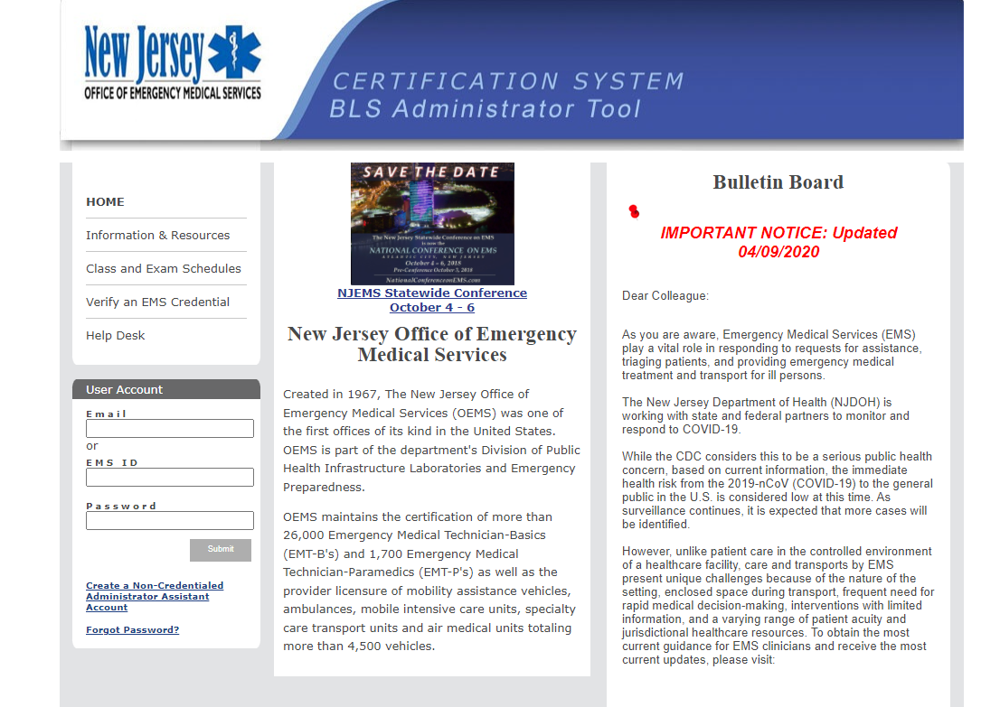 New Jersey
OFFICE OF EMERGENCY MEDICAL SERVICES
CERTIFICATION SYSTEM
BLS Administrator Tool
HOME
Information & Resources
Class and Exam Schedules
Verify an EMS Credential
Help Desk
User Account
Email
or
EMS ID
Password
Submit
Create a Non-Credentialed
Administrator Assistant
Account
Forgot Password?
SAVE THE DATE
The New Jersey Statewide Conference on EMS
is now the
NATIONAL CONFERENCE ON EMS
ATLANTIC CITY, NEW JERSEY
October 4 - 6, 2018
Pre-Conference October 3, 2018
NationalConferenceonEMS.com
NJEMS Statewide Conference
October 4 - 6
New Jersey Office of Emergency
Medical Services
Created in 1967, The New Jersey Office of
Emergency Medical Services (OEMS) was one of
the first offices of its kind in the United States.
OEMS is part of the department's Division of Public
Health Infrastructure Laboratories and Emergency
Preparedness.
OEMS maintains the certification of more than
26,000 Emergency Medical Technician-Basics
(EMT-B's) and 1,700 Emergency Medical
Technician-Paramedics (EMT-P's) as well as the
provider licensure of mobility assistance vehicles,
ambulances, mobile intensive care units, specialty
care transport units and air medical units totaling
more than 4,500 vehicles.
Bulletin Board
IMPORTANT NOTICE: Updated
04/09/2020
Dear Colleague:
As you are aware, Emergency Medical Services (EMS)
play a vital role in responding to requests for assistance,
triaging patients, and providing emergency medical
treatment and transport for ill persons.
The New Jersey Department of Health (NJDOH) is
working with state and federal partners to monitor and
respond to COVID-19.
While the CDC considers this to be a serious public health
concern, based on current information, the immediate
health risk from the 2019-nCoV (COVID-19) to the general
public in the U.S. is considered low at this time. As
surveillance continues, it is expected that more cases will
be identified.
However, unlike patient care in the controlled environment
of a healthcare facility, care and transports by EMS
present unique challenges because of the nature of the
setting, enclosed space during transport, frequent need for
rapid medical decision-making, interventions with limited
information, and a varying range of patient acuity and
jurisdictional healthcare resources. To obtain the most
current guidance for EMS clinicians and receive the most
current updates, please visit: